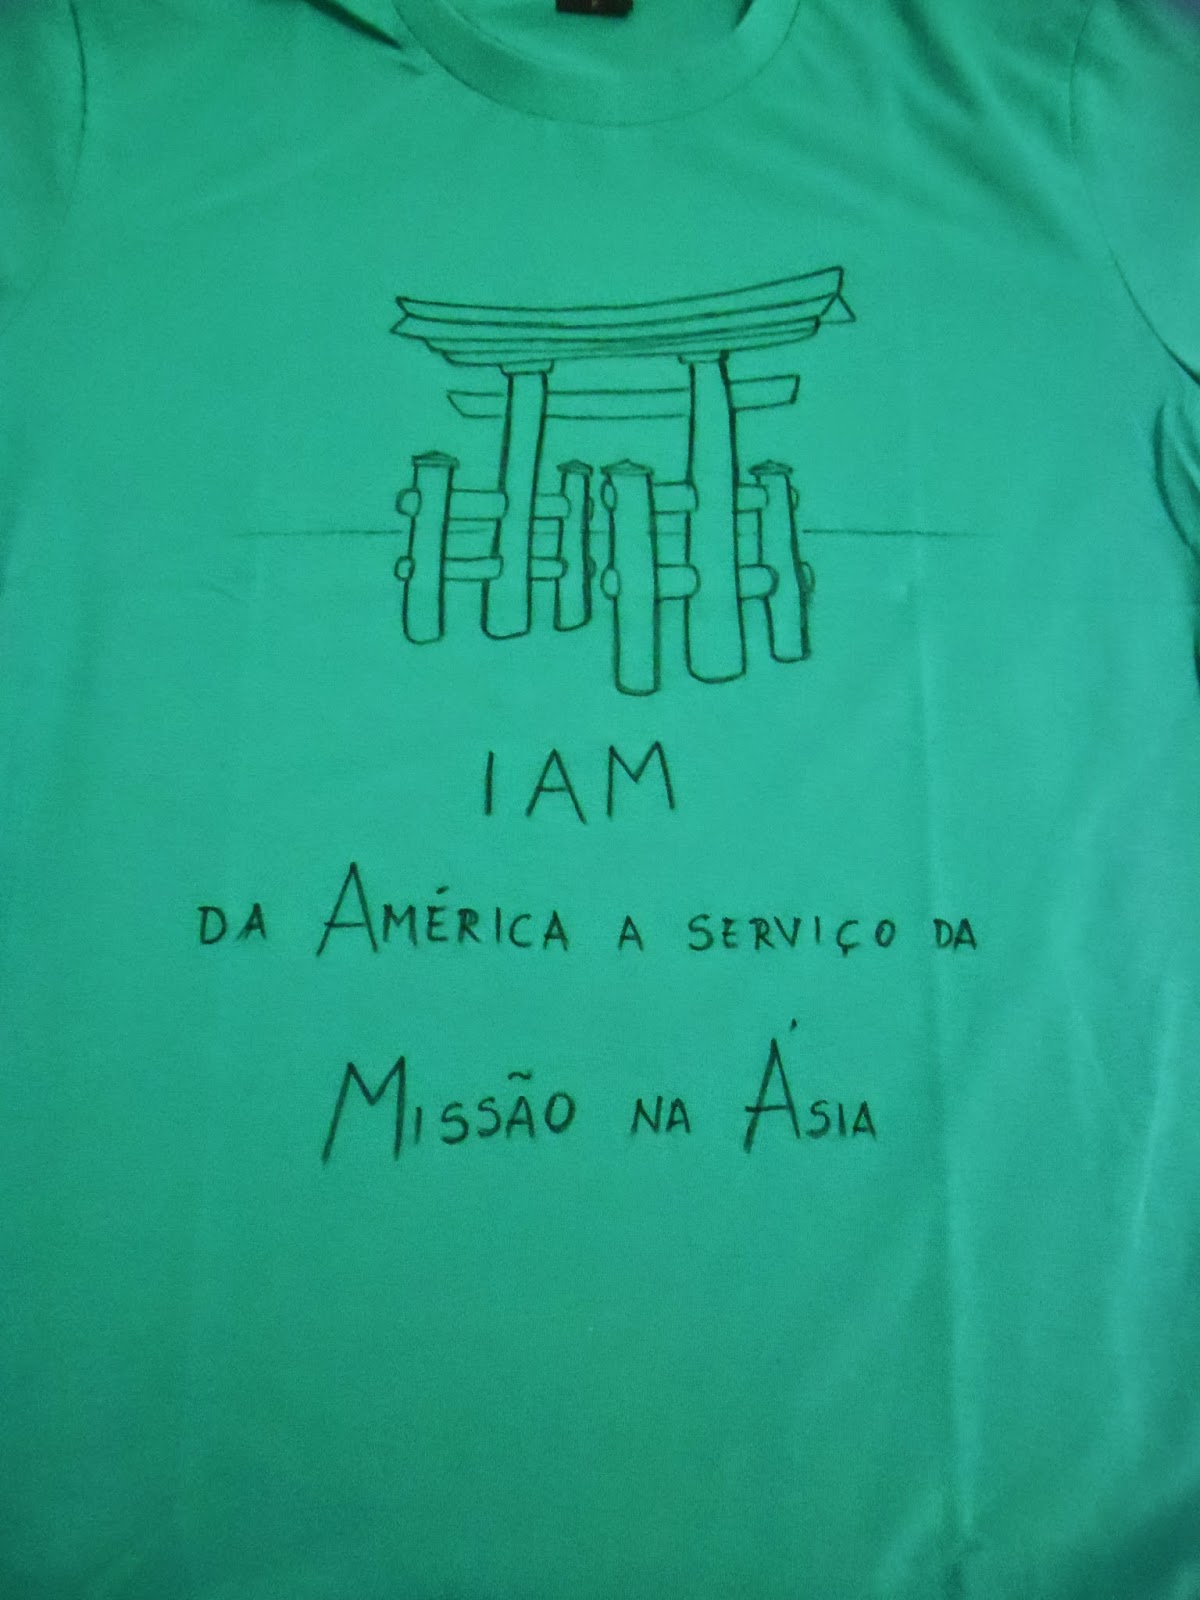 IAM
DA AMÉRICA A SERVIÇO DA
MISSÃO NA ÁSIA